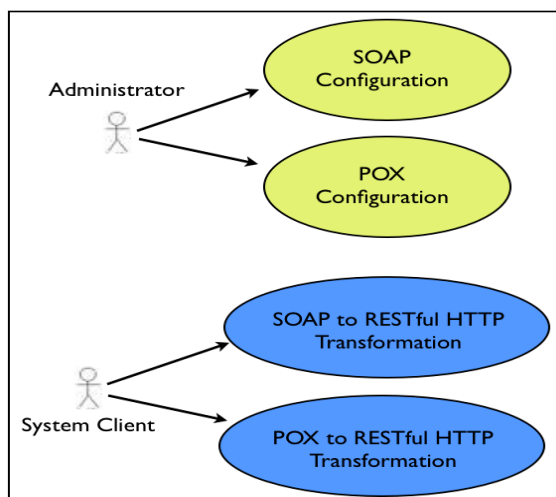 SOAP
Configuration
Administrator
POX
Configuration
SOAP to RESTful HTTP
Transformation
System Client
POX to RESTful HTTP
Transformation